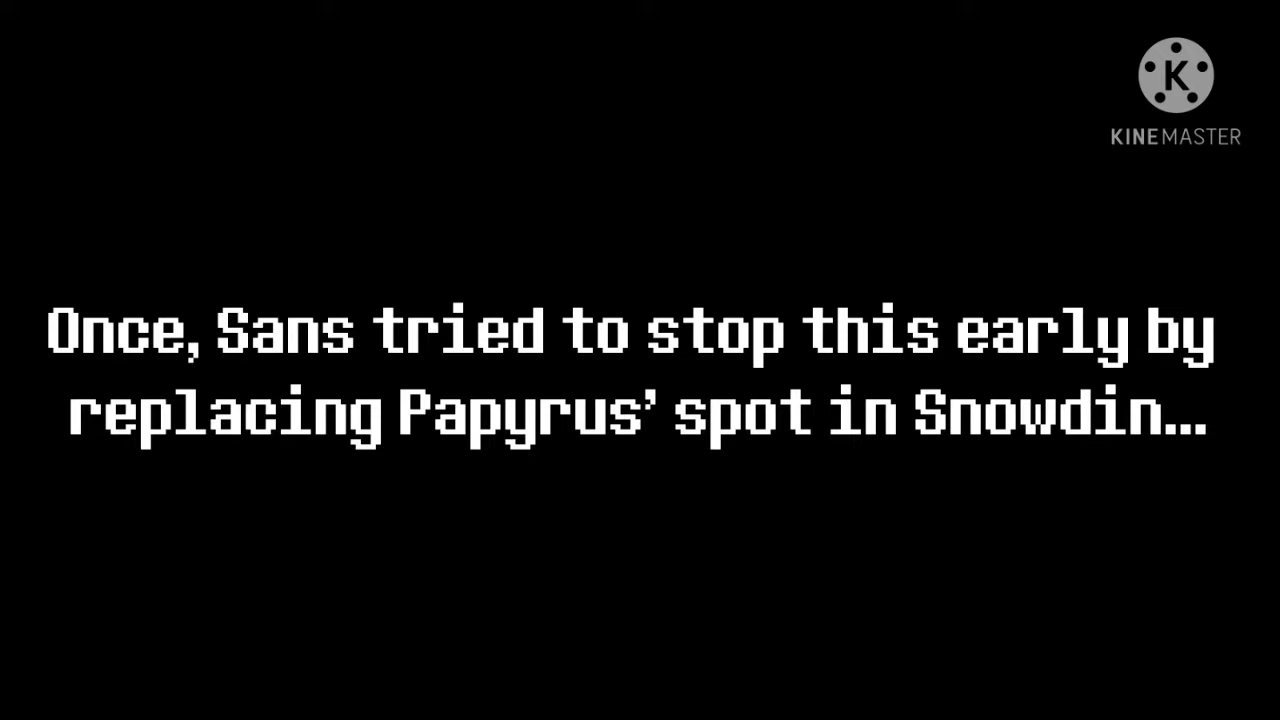 K
KINEMASTER
Once, Sans tried to stop this early by
replacing Papyrus’ spot in Snowdin...